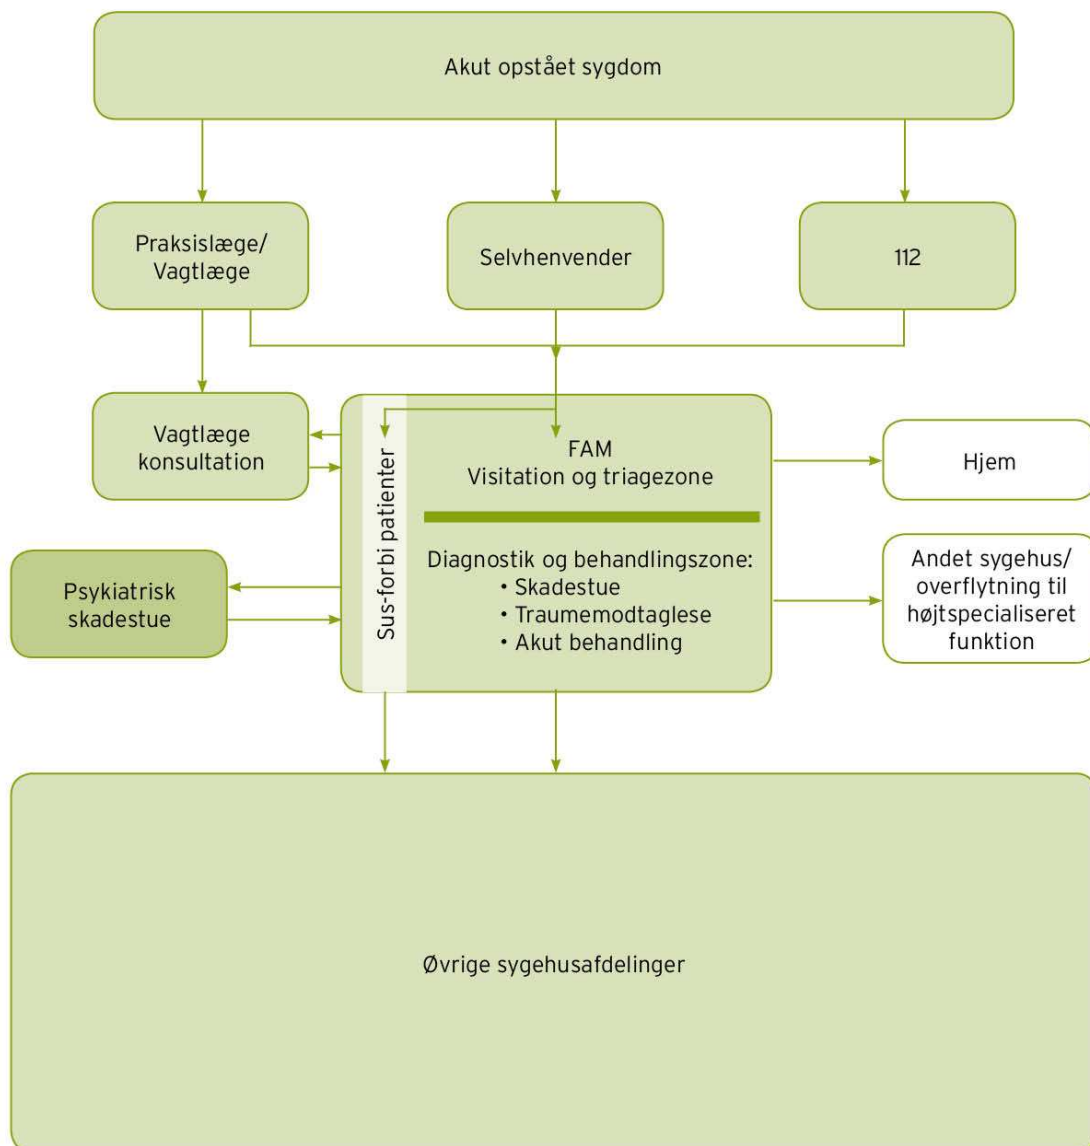 Akut opstået sygdom
Praksislæge/
Vagtlæge
Selvhenvender
112
Vagtlæge
konsultation
Sus-forbi patienter
FAM
Visitation og triagezone
Hjem
Psykiatrisk
skadestue
Diagnostik og behandlingszone:
• Skadestue
• Traumemodtaglese
• Akut behandling
Andet sygehus/
overflytning til
højtspecialiseret
funktion
Øvrige sygehusafdelinger